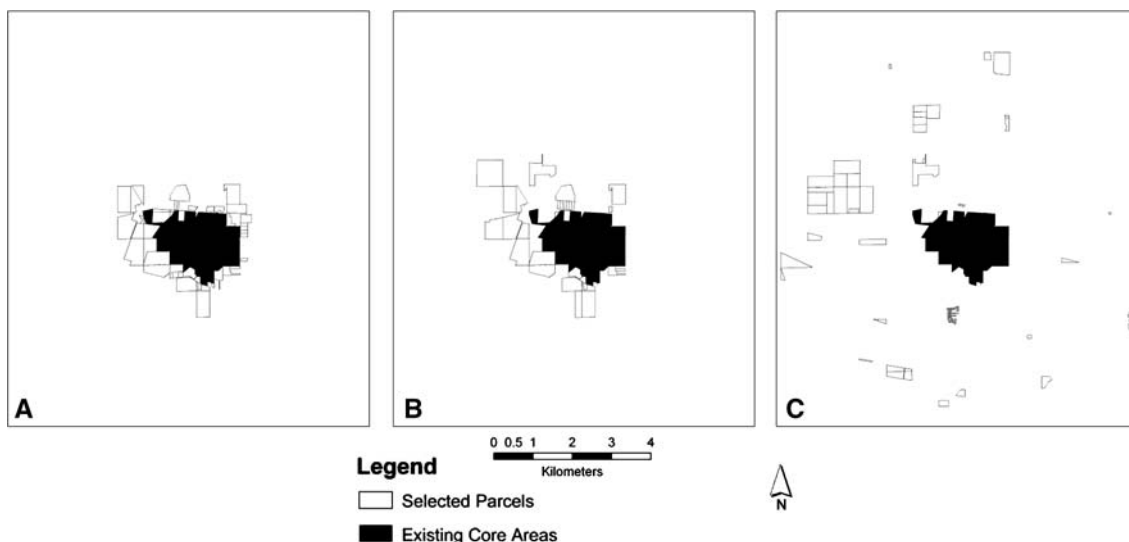 A
B
C
0 0.5 1 2 3 4
Kilometers
Legend
Selected Parcels
Existing Core Areas
N